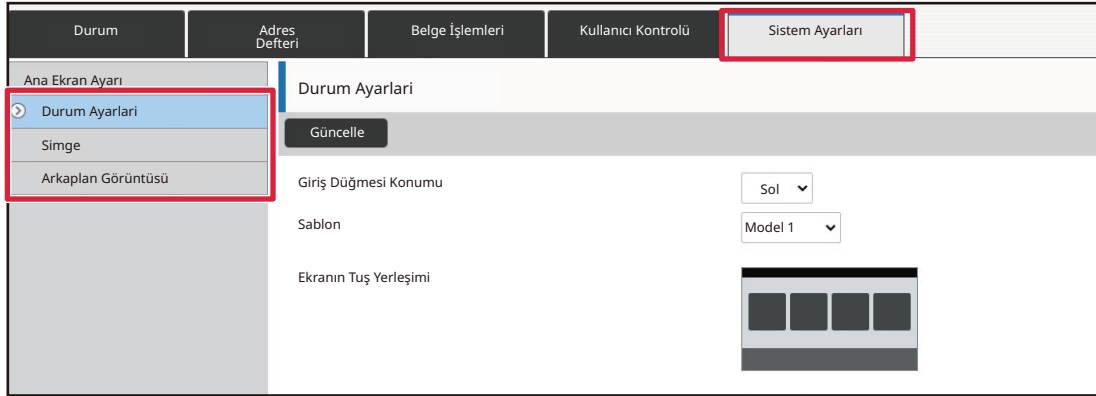 Durum
Adres
Defteri
Belge İşlemleri
Kullanıcı Kontrolü
Sistem Ayarları
Ana Ekran Ayarı
Durum Ayarlari
Simge
Arkaplan Görüntüsü
Durum Ayarlari
Güncelle
Giriş Düğmesi Konumu
Sol
Sablon
Model 1
Ekranın Tuş Yerleşimi